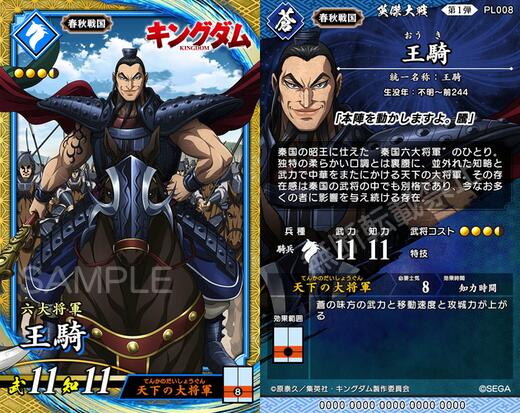 春秋戦国
キングダム
KINGDOM
SAMPLE
六大将軍
王騎
武11知11
てんかのだいしょうぐん
天下の大将軍
8
蒼
春秋戦国
英傑大戦
第1弾
PL008
おうき
王騎
統一名称：王騎
生没年：不明～前244
「本陣を動かしますよォ。騰」
秦国の昭王に仕えた“秦国六大将軍”のひとり。
独特の柔らかい口調とは裏腹に、並外れた知略と
武力で中華をまたにかける天下の大将軍。その存
在感は秦国の武将の中でも別格であり、今なお多
くの者に影響を与え続ける存在。
兵種 武力 知力 武将コスト
騎兵 11 11 特技
てんかのだいしょうぐん 必要士気 効果時間
天下の大将軍 8 知力時間
蒼の味方の武力と移動速度と攻城力が上が
る
効果範囲
無断転載禁止
©原泰久／集英社・キングダム製作委員会 ©SEGA
0000 0000 0000 0000 0000